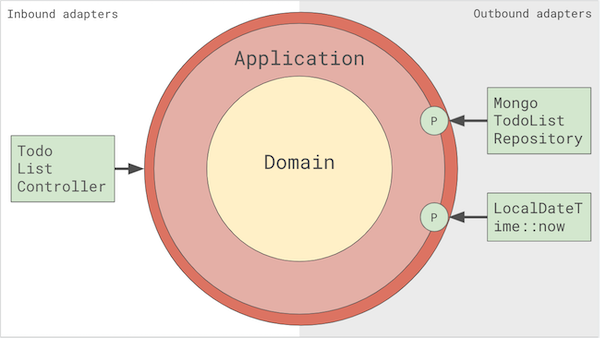 Inbound adapters
Outbound adapters
Application
Domain
Todo
List
Controller
P
Mongo
TodoList
Repository
P
LocalDateT
ime::now